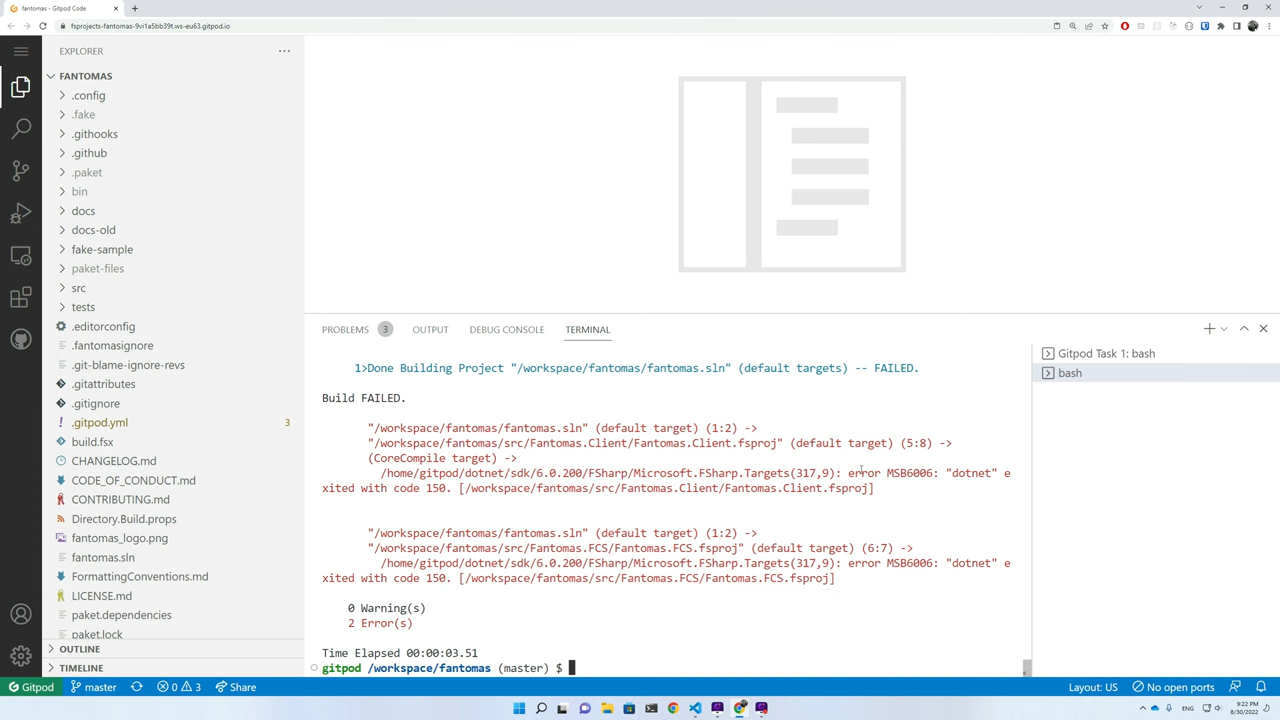 fantomas - Gitpod Code
fsprojects-fantomas-9vi1a5bb39t.ws-eu63.gitpod.io
EXPLORER
FANTOMAS
.config
.fake
.githooks
.github
.paket
bin
docs
docs-old
fake-sample
paket-files
src
tests
.editorconfig
.fantomasignore
.git-blame-ignore-revs
.gitattributes
.gitignore
.gitpod.yml 3
build.fsx
CHANGELOG.md
CODE_OF_CONDUCT.md
CONTRIBUTING.md
Directory.Build.props
fantomas_logo.png
fantomas.sln
FormattingConventions.md
LICENSE.md
paket.dependencies
paket.lock
OUTLINE
TIMELINE
PROBLEMS 3 OUTPUT DEBUG CONSOLE TERMINAL
1>Done Building Project "/workspace/fantomas/fantomas.sln" (default targets) -- FAILED.
Build FAILED.
"/workspace/fantomas/fantomas.sln" (default target) (1:2) ->
"/workspace/fantomas/src/Fantomas.Client/Fantomas.Client.fsproj" (default target) (5:8) ->
(CoreCompile target) ->
/home/gitpod/dotnet/sdk/6.0.200/FSharp/Microsoft.FSharp.Targets(317,9): error MSB6006: "dotnet" e
xited with code 150. [/workspace/fantomas/src/Fantomas.Client/Fantomas.Client.fsproj]
"/workspace/fantomas/fantomas.sln" (default target) (1:2) ->
"/workspace/fantomas/src/Fantomas.FCS/Fantomas.FCS.fsproj" (default target) (6:7) ->
/home/gitpod/dotnet/sdk/6.0.200/FSharp/Microsoft.FSharp.Targets(317,9): error MSB6006: "dotnet" e
xited with code 150. [/workspace/fantomas/src/Fantomas.FCS/Fantomas.FCS.fsproj]
0 Warning(s)
2 Error(s)
Time Elapsed 00:00:03.51
gitpod /workspace/fantomas (master) $
Gitpod Task 1: bash
bash
Gitpod master 0 3 Share Layout: US No open ports
ENG 9:22 PM
8/30/2022